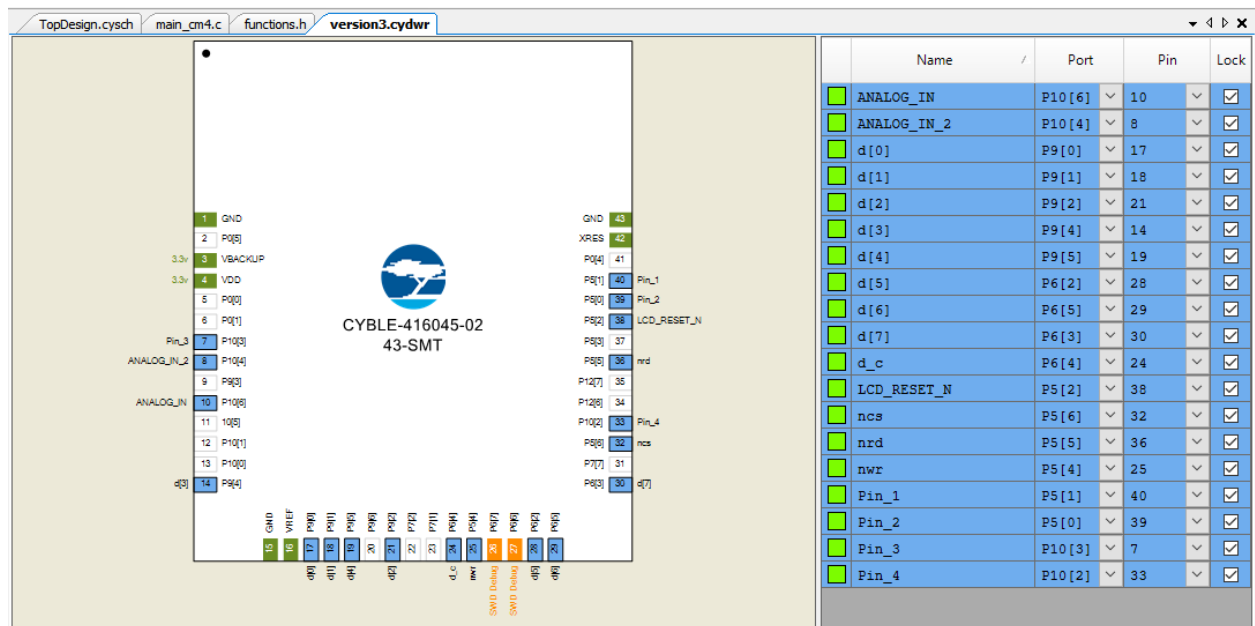 TopDesign.cysch main_cm4.c functions.h version3.cydwr
1 GND
2 P0[5]
3.3v 3 VBACKUP
3.3v 4 VDD
5 P0[0]
6 P0[1]
Pin_3 7 P10[3]
ANALOG_IN_2 8 P10[4]
9 P9[3]
ANALOG_IN 10 P10[6]
11 10[5]
12 P10[1]
13 P10[0]
d[3] 14 P9[4]
CYBLE-416045-02
43-SMT
GND 43
XRES 42
P0[4] 41
P5[1] 40 Pin_1
P5[0] 39 Pin_2
P5[2] 38 LCD_RESET_N
P5[3] 37
P5[5] 36 nrd
P12[7] 35
P12[6] 34
P10[2] 33 Pin_4
P5[6] 32 ncs
P7[7] 31
P6[3] 30 d[7]
GND 15
VREF 16
P9[0] 17 d[0]
P9[1] 18 d[1]
P9[5] 19 d[4]
P9[6] 20
P9[2] 21 d[2]
P7[2] 22
P7[1] 23
P6[4] 24 d_c
P5[4] 25 nwr
P6[7] 26 SWD Debug
P6[6] 27 SWD Debug
P6[2] 28 d[5]
P6[5] 29 d[6]
Name / Port Pin Lock
ANALOG_IN P10[6] 10
ANALOG_IN_2 P10[4] 8
d[0] P9[0] 17
d[1] P9[1] 18
d[2] P9[2] 21
d[3] P9[4] 14
d[4] P9[5] 19
d[5] P6[2] 28
d[6] P6[5] 29
d[7] P6[3] 30
d_c P6[4] 24
LCD_RESET_N P5[2] 38
ncs P5[6] 32
nrd P5[5] 36
nwr P5[4] 25
Pin_1 P5[1] 40
Pin_2 P5[0] 39
Pin_3 P10[3] 7
Pin_4 P10[2] 33